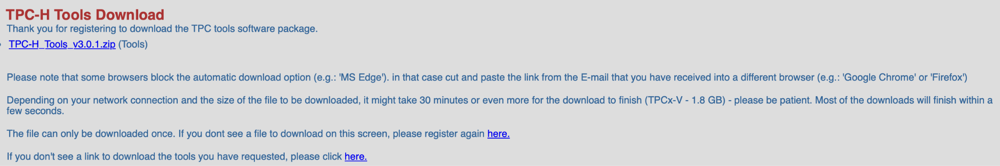 TPC-H Tools Download
Thank you for registering to download the TPC tools software package.
TPC-H_Tools_v3.0.1.zip (Tools)
Please note that some browsers block the automatic download option (e.g.: 'MS Edge'). in that case cut and paste the link from the E-mail that you have received into a different browser (e.g.: 'Google Chrome' or 'Firefox')
Depending on your network connection and the size of the file to be downloaded, it might take 30 minutes or even more for the download to finish (TPCx-V - 1.8 GB) - please be patient. Most of the downloads will finish within a
few seconds.
The file can only be downloaded once. If you dont see a file to download on this screen, please register again here.
If you don't see a link to download the tools you have requested, please click here.